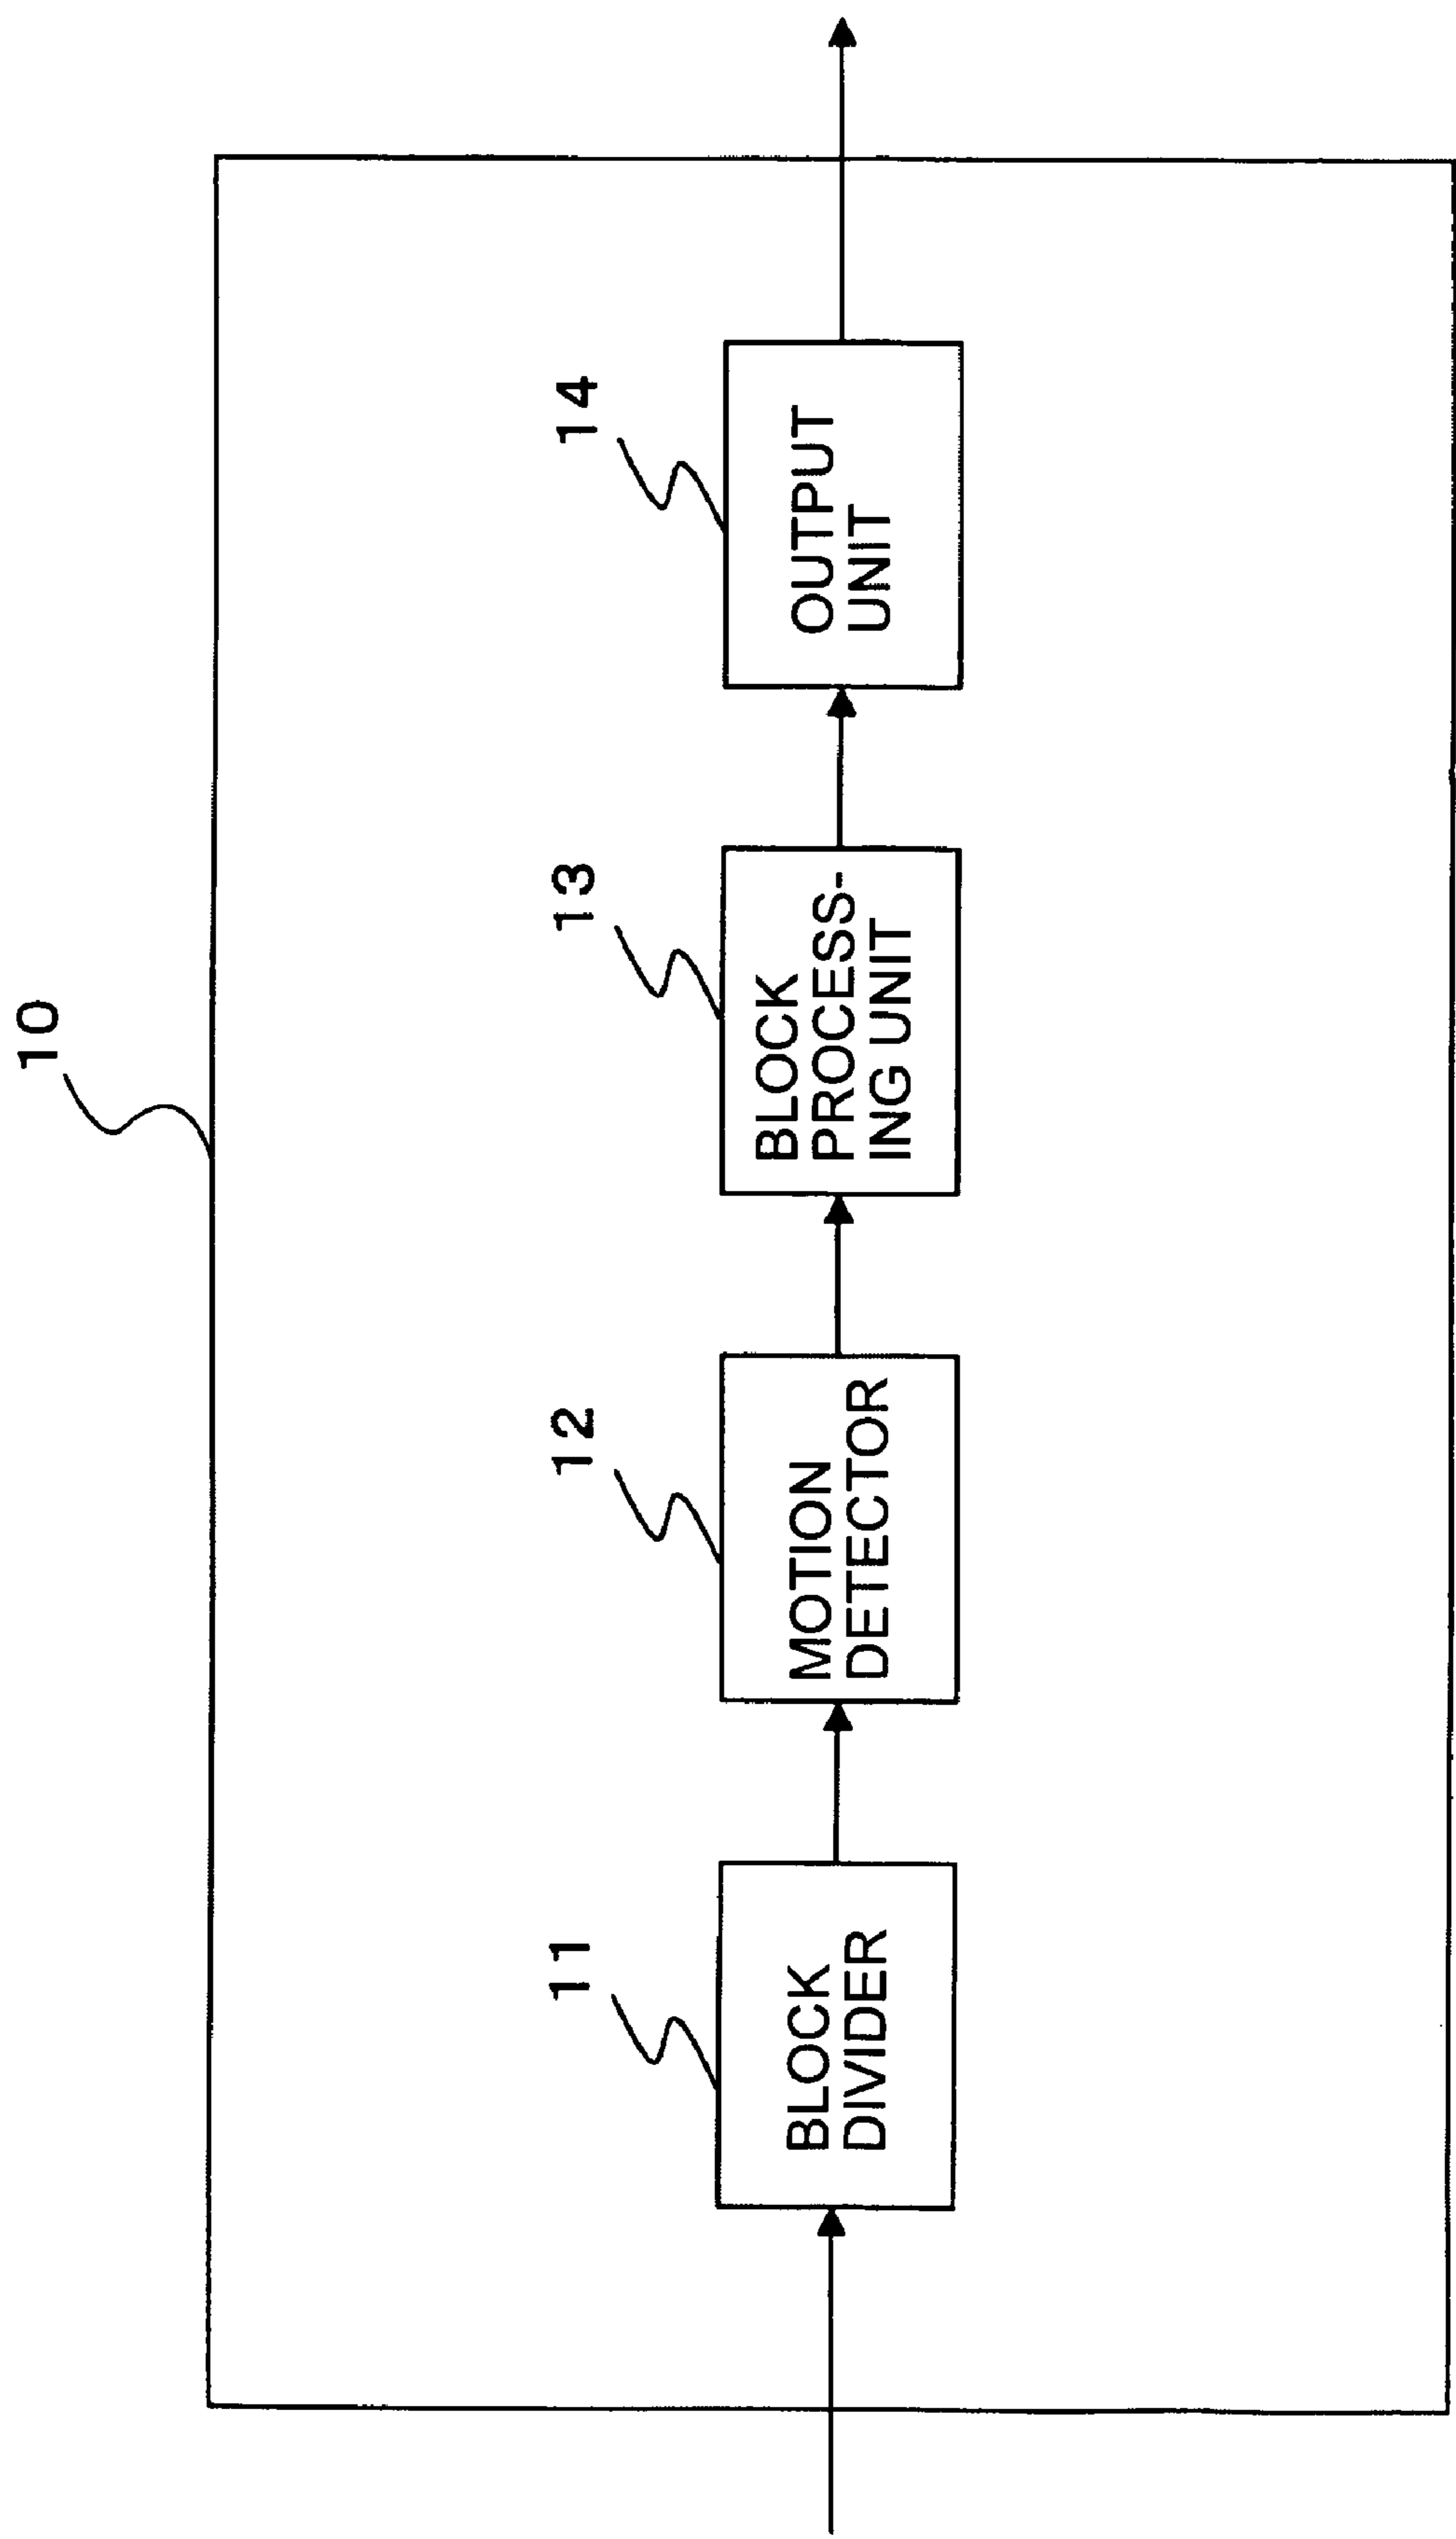 10
11
BLOCK
DIVIDER
12
MOTION
DETECTOR
13
BLOCK
PROCESS-
ING UNIT
14
OUTPUT
UNIT